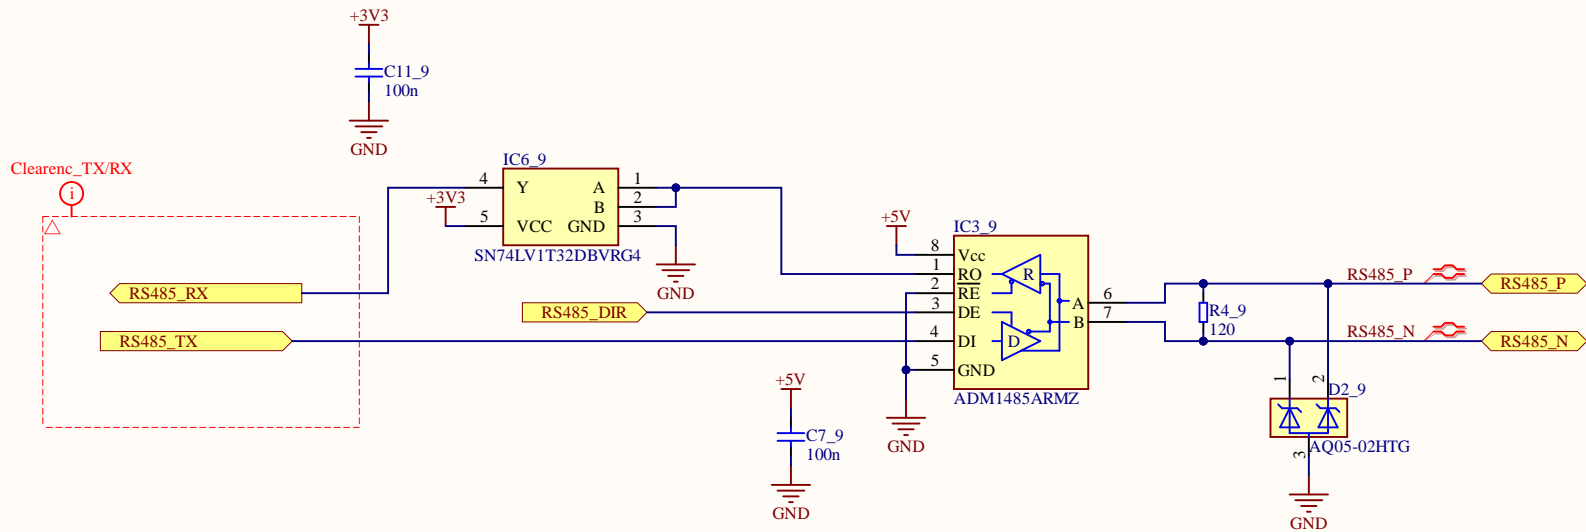 +3V3
C11_9
100n
GND
Clearenc_TX/RX
i
IC6_9
4 Y A 1
B 2
+3V3
5 VCC GND 3
SN74LV1T32DBVRG4
GND
+5V
IC3_9
8 Vcc
1 RO R
2 RE
3 DE
4 DI D
5 GND
A 6
B 7
ADM1485ARMZ
GND
RS485_RX
RS485_TX
RS485_DIR
RS485_P
RS485_P
R4_9
120
RS485_N
RS485_N
1 2
D2_9
AQ05-02HTG
3
GND
+5V
C7_9
100n
GND